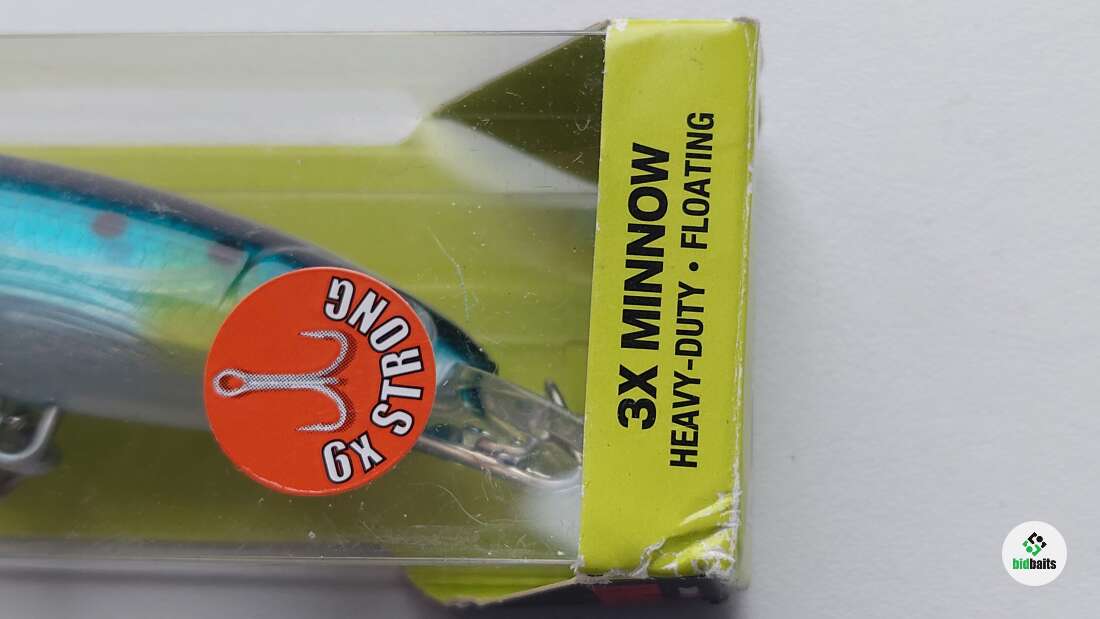 3X MINNOW
HEAVY-DUTY • FLOATING
6X STRONG
bidbaits